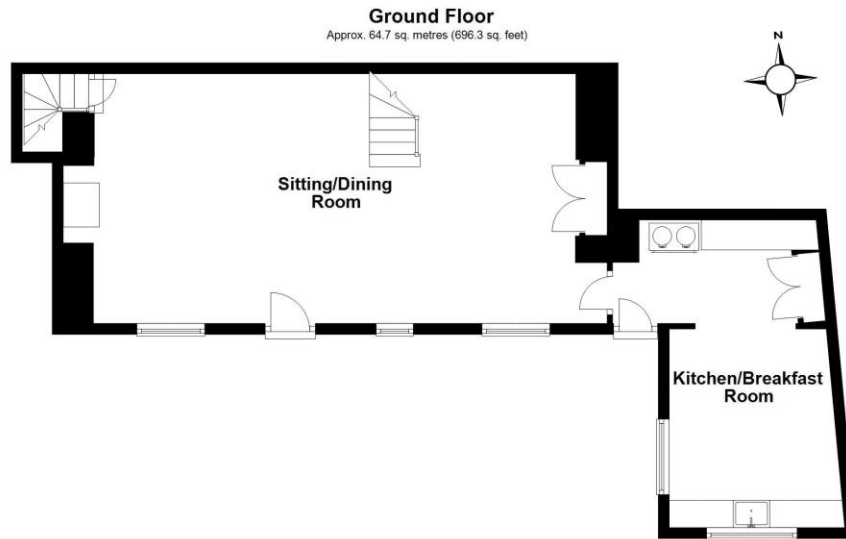 Ground Floor
Approx. 64.7 sq. metres (696.3 sq. feet)
N
Sitting/Dining
Room
Kitchen/Breakfast
Room